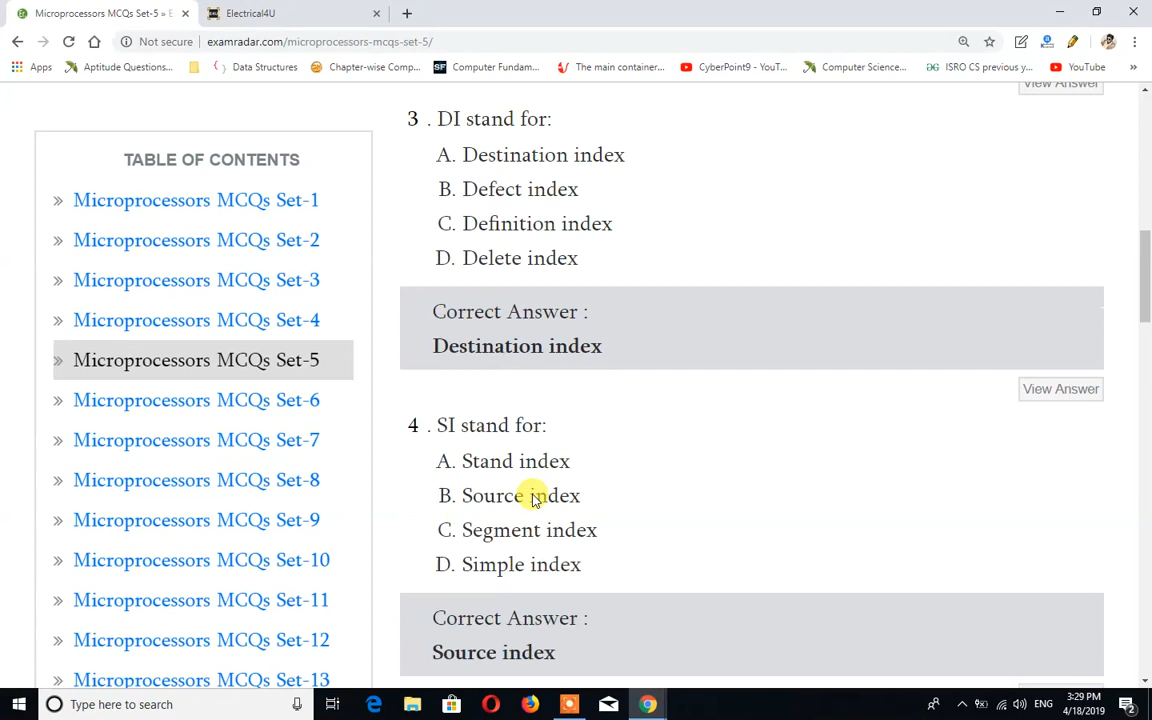 Microprocessors MCQs Set-5 » E
Electrical4U
Not secure | examradar.com/microprocessors-mcqs-set-5/
Apps
Aptitude Questions...
Data Structures
Chapter-wise Comp...
Computer Fundam...
The main container...
CyberPoint9 - YouT...
Computer Science...
ISRO CS previous y...
YouTube
View Answer
TABLE OF CONTENTS
Microprocessors MCQs Set-1
Microprocessors MCQs Set-2
Microprocessors MCQs Set-3
Microprocessors MCQs Set-4
Microprocessors MCQs Set-5
Microprocessors MCQs Set-6
Microprocessors MCQs Set-7
Microprocessors MCQs Set-8
Microprocessors MCQs Set-9
Microprocessors MCQs Set-10
Microprocessors MCQs Set-11
Microprocessors MCQs Set-12
Microprocessors MCQs Set-13
3 . DI stand for:
A. Destination index
B. Defect index
C. Definition index
D. Delete index
Correct Answer :
Destination index
View Answer
4 . SI stand for:
A. Stand index
B. Source index
C. Segment index
D. Simple index
Correct Answer :
Source index
Type here to search
ENG
3:29 PM
4/18/2019
2